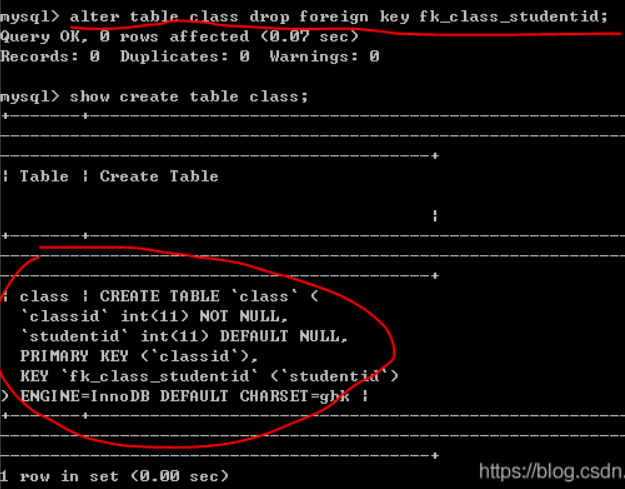 mysql> alter table class drop foreign key fk_class_studentid;
Query OK, 0 rows affected (0.07 sec)
Records: 0  Duplicates: 0  Warnings: 0
mysql> show create table class;
+-------+----------------------------------------------------
-------------------------------------------+
| Table | Create Table
|
+-------+----------------------------------------------------
-------------------------------------------+
| class | CREATE TABLE `class` (
  `classid` int(11) NOT NULL,
  `studentid` int(11) DEFAULT NULL,
  PRIMARY KEY (`classid`),
  KEY `fk_class_studentid` (`studentid`)
) ENGINE=InnoDB DEFAULT CHARSET=gbk |
+-------+----------------------------------------------------
-------------------------------------------+
1 row in set (0.00 sec)
https://blog.csdn.